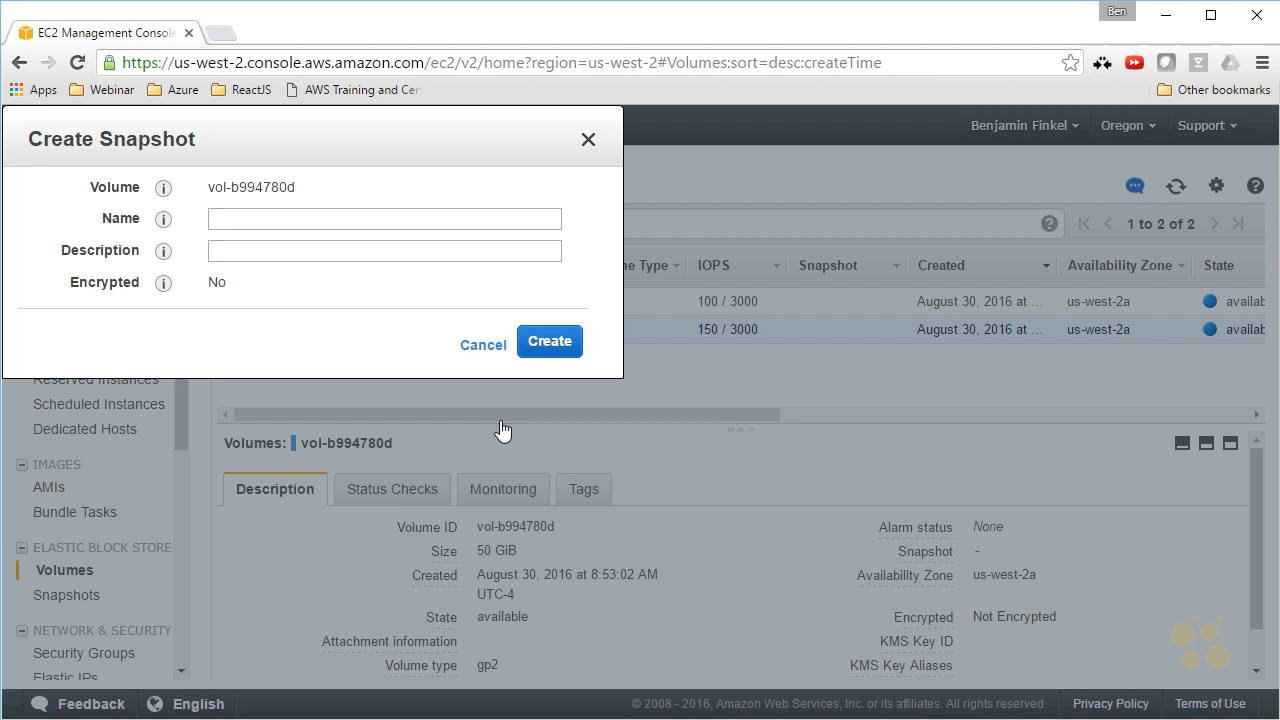 Ben
EC2 Management Console
https://us-west-2.console.aws.amazon.com/ec2/v2/home?region=us-west-2#Volumes:sort=desc:createTime
Apps Webinar Azure ReactJS AWS Training and Cer Other bookmarks
Benjamin Finkel Oregon Support
Create Snapshot
Volume vol-b994780d
Name
Description
Encrypted No
Cancel Create
1 to 2 of 2
me Type IOPS Snapshot Created Availability Zone State
100 / 3000 August 30, 2016 at ... us-west-2a availab
150 / 3000 August 30, 2016 at ... us-west-2a availab
Reserved Instances
Scheduled Instances
Dedicated Hosts
IMAGES
AMIs
Bundle Tasks
ELASTIC BLOCK STORE
Volumes
Snapshots
NETWORK & SECURITY
Security Groups
Elastic IPs
Volumes: vol-b994780d
Description Status Checks Monitoring Tags
Volume ID vol-b994780d Alarm status None
Size 50 GiB Snapshot -
Created August 30, 2016 at 8:53:02 AM Availability Zone us-west-2a
UTC-4
State available Encrypted Not Encrypted
Attachment information KMS Key ID
Volume type gp2 KMS Key Aliases
Feedback English © 2008 - 2016, Amazon Web Services, Inc. or its affiliates. All rights reserved. Privacy Policy Terms of Use